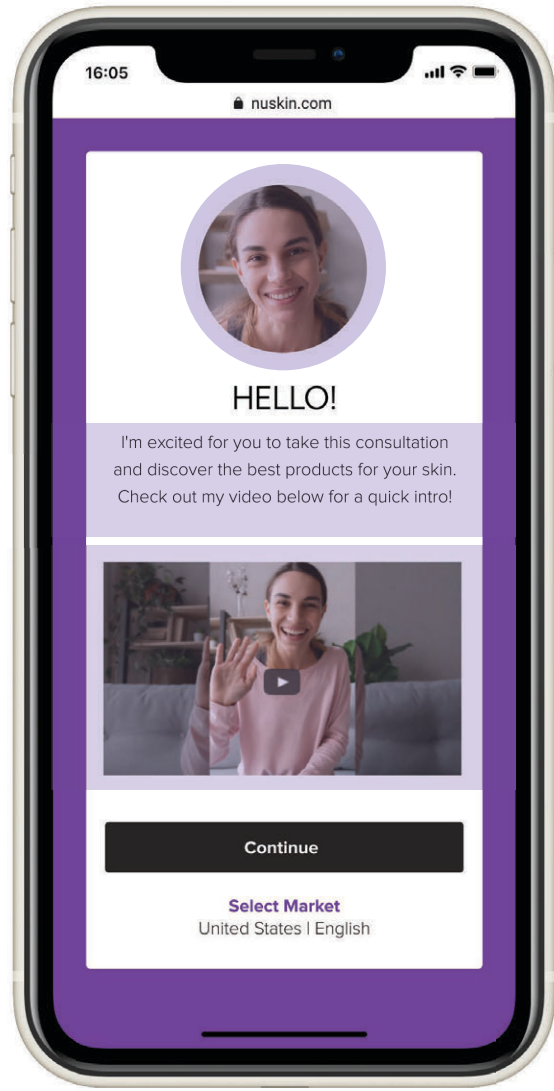 16:05
nuskin.com
HELLO!
I'm excited for you to take this consultation
and discover the best products for your skin.
Check out my video below for a quick intro!
Continue
Select Market
United States | English